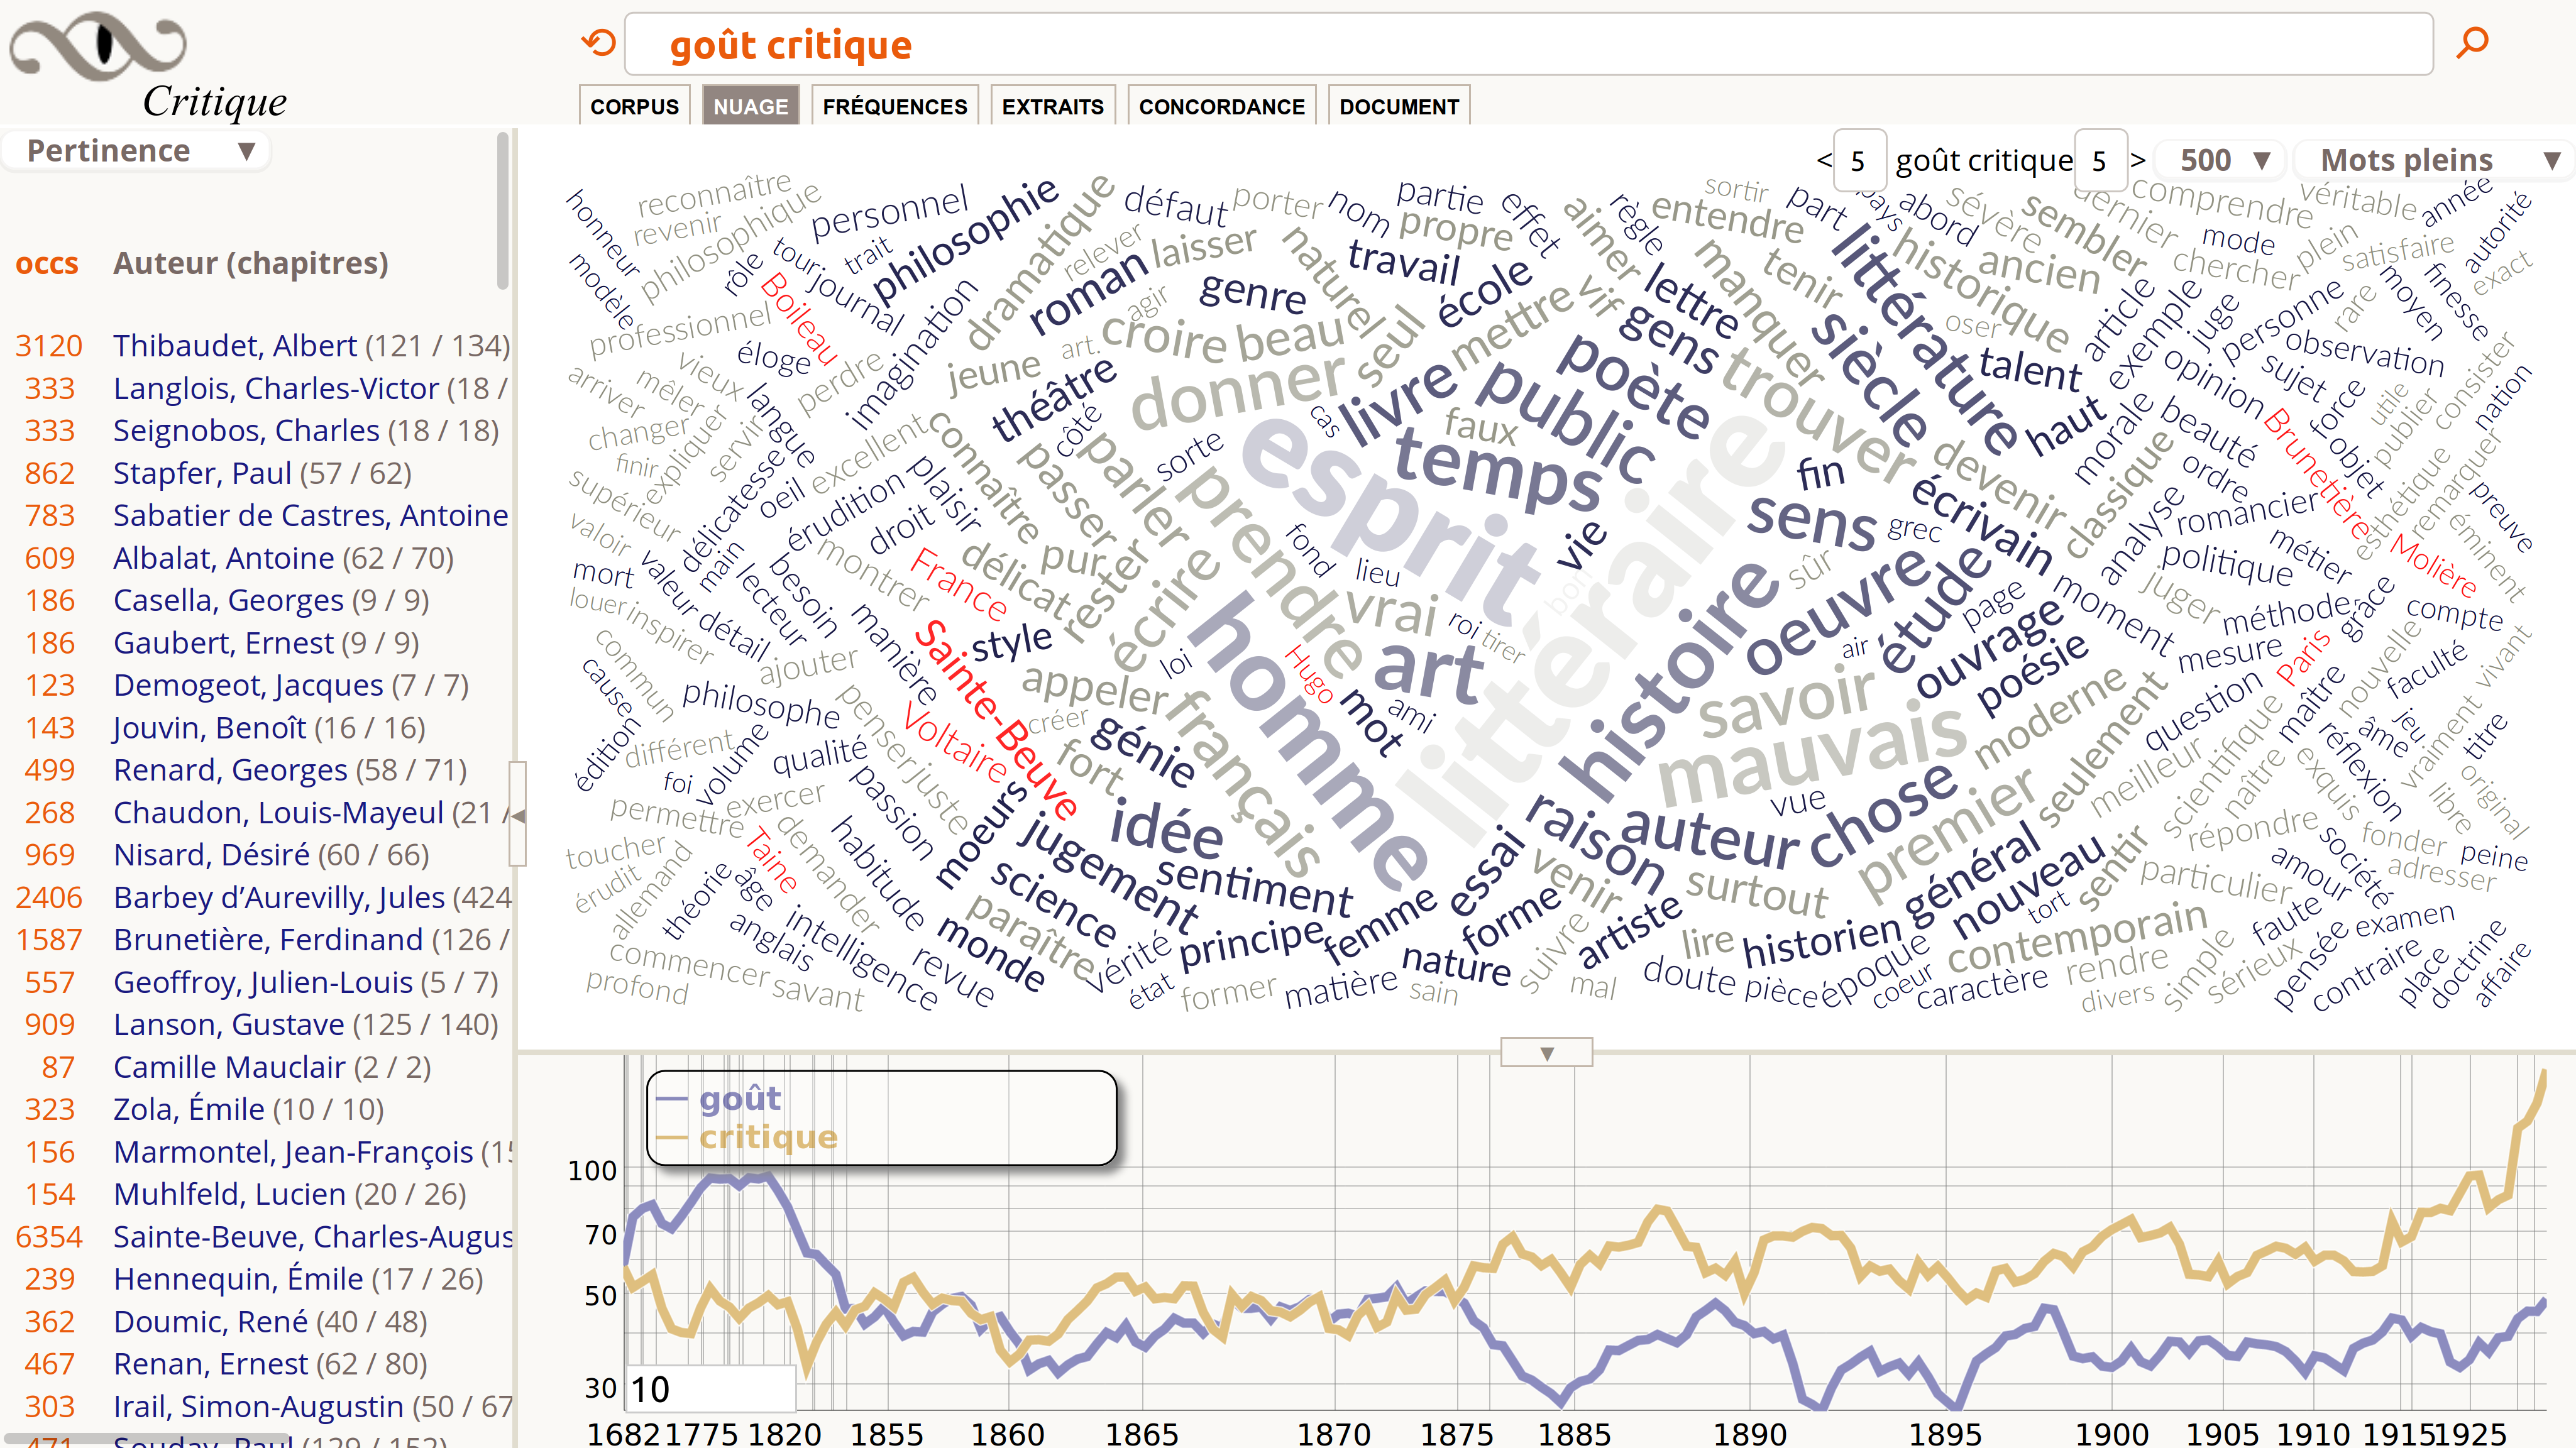 Critique
goût critique
CORPUS NUAGE FRÉQUENCES EXTRAITS CONCORDANCE DOCUMENT
Pertinence ▼
occs Auteur (chapitres)
3120 Thibaudet, Albert (121 / 134)
333 Langlois, Charles-Victor (18 /
333 Seignobos, Charles (18 / 18)
862 Stapfer, Paul (57 / 62)
783 Sabatier de Castres, Antoine
609 Albalat, Antoine (62 / 70)
186 Casella, Georges (9 / 9)
186 Gaubert, Ernest (9 / 9)
123 Demogeot, Jacques (7 / 7)
143 Jouvin, Benoît (16 / 16)
499 Renard, Georges (58 / 71)
268 Chaudon, Louis-Mayeul (21 /
969 Nisard, Désiré (60 / 66)
2406 Barbey d’Aurevilly, Jules (424
1587 Brunetière, Ferdinand (126 /
557 Geoffroy, Julien-Louis (5 / 7)
909 Lanson, Gustave (125 / 140)
87 Camille Mauclair (2 / 2)
323 Zola, Émile (10 / 10)
156 Marmontel, Jean-François (15
154 Muhlfeld, Lucien (20 / 26)
6354 Sainte-Beuve, Charles-Augus
239 Hennequin, Émile (17 / 26)
362 Doumic, René (40 / 48)
467 Renan, Ernest (62 / 80)
303 Irail, Simon-Augustin (50 / 67
471 Souday, Paul (129 / 152)
< 5 goût critique 5 > 500 ▼ Mots pleins ▼
honneur reconnaître revenir philosophique personnel philosophie dramatique défaut porter nom partie effet aimer règle entendre part pays abord sévère sembler dernier comprendre véritable année autorité
modèle rôle tour trait journal Boileau relever laisser roman agir genre naturel travail propre école vif lettre manquer tenir littérature historique ancien mode chercher plein satisfaire moyen finesse exact
professionnel éloge vieux perdre imagination jeune art. croire beau seul mettre gens siècle oser talent article exemple juge personne rare observation
arriver mêler langue théâtre côté donner cas livre faux public poète trouver haut morale opinion sujet force utile publier consister nation
changer expliquer servir finir excellent connaître passer parler sorte esprit temps littéraire fin devenir classique beauté Brunetière objet
supérieur délicatesse oeil érudition plaisir droit prendre vie sens grec écrivain analyse ordre romancier esthétique remarquer preuve
valoir valeur main lecteur besoin montrer France délicat pur rester écrire fond lieu bon sûr oeuvre étude page moment politique métier Molière éminent
mort louer inspirer détail manière Sainte-Beuve style loi vrai roi tirer histoire air ouvrage poésie juger méthode grâce compte
commun cause ajouter philosophe penser Voltaire appeler créer français homme Hugo art mot ami savoir moderne mesure Paris nouvelle faculté vivant
édition différent foi volume qualité passion juste fort génie mauvais seulement question meilleur scientifique maître naître âme jeu titre réflexion exquis vraiment
permettre exercer moeurs jugement idée essai raison auteur vue chose premier répondre libre original
toucher érudit allemand Taine demander habitude science sentiment venir surtout général nouveau sentir particulier fonder adresser peine amour société
théorie âge anglais intelligence revue monde paraître vérité principe femme nature forme suivre artiste lire historien tort contemporain faute examen pensée
commencer profond savant état former matière sain mal doute pièce époque coeur caractère rendre divers simple sérieux contraire place doctrine affaire
▼
goût
critique
100
70
50
30
10
1682 1775 1820 1855 1860 1865 1870 1875 1885 1890 1895 1900 1905 1910 1915 1925